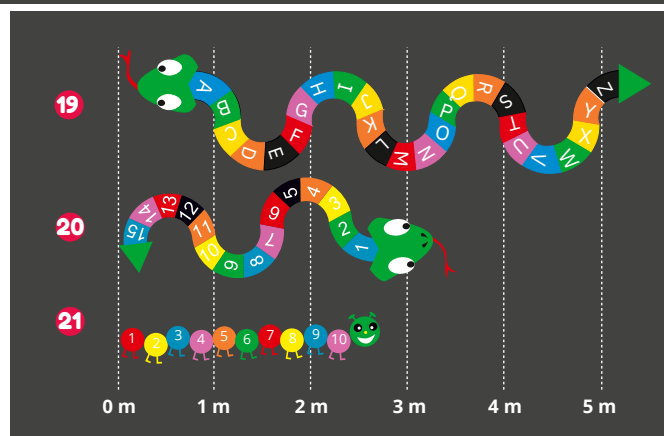 19
A B C D E F G H I J K L M N O P Q R S T U V W X Y Z
20
15 14 13 12 11 10 9 8 7 6 5 4 3 2 1
21
1 2 3 4 5 6 7 8 9 10
0 m 1 m 2 m 3 m 4 m 5 m